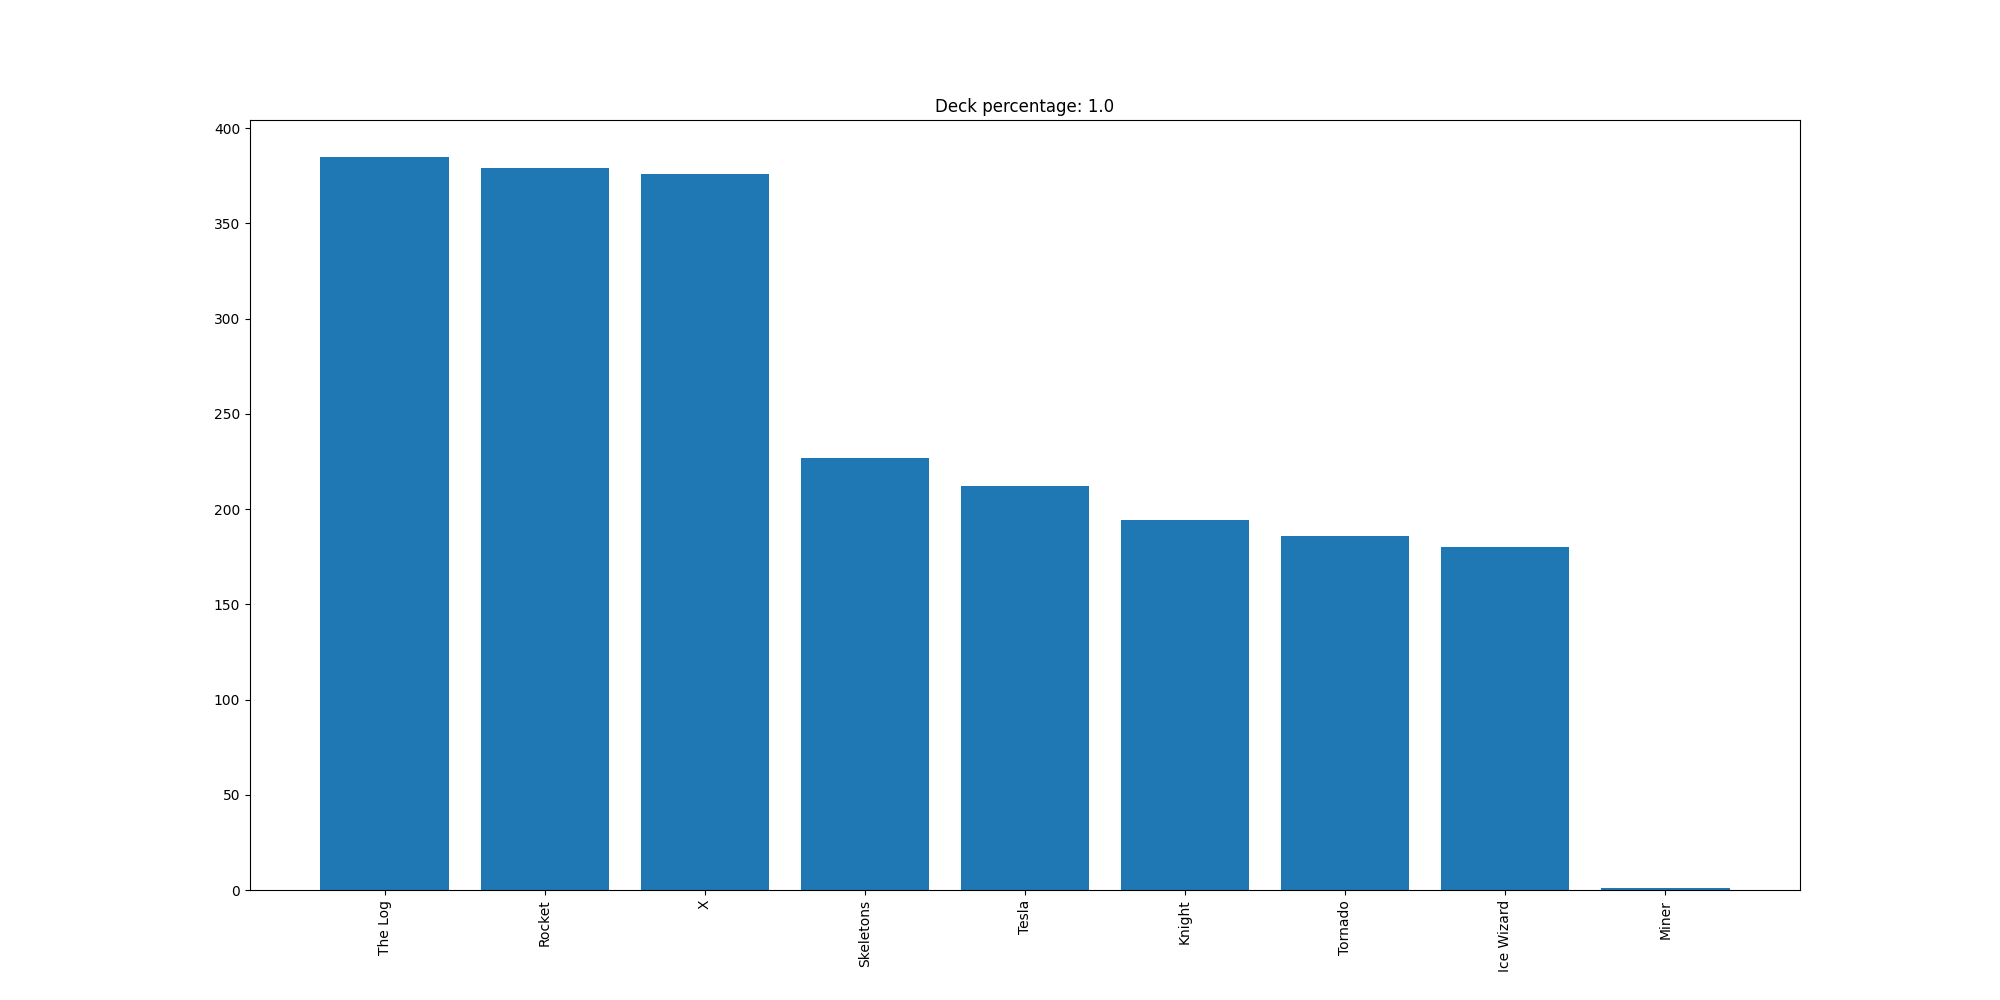 Deck percentage: 1.0
400
350
300
250
200
150
100
50
0
The Log
Rocket
X
Skeletons
Tesla
Knight
Tornado
Ice Wizard
Miner